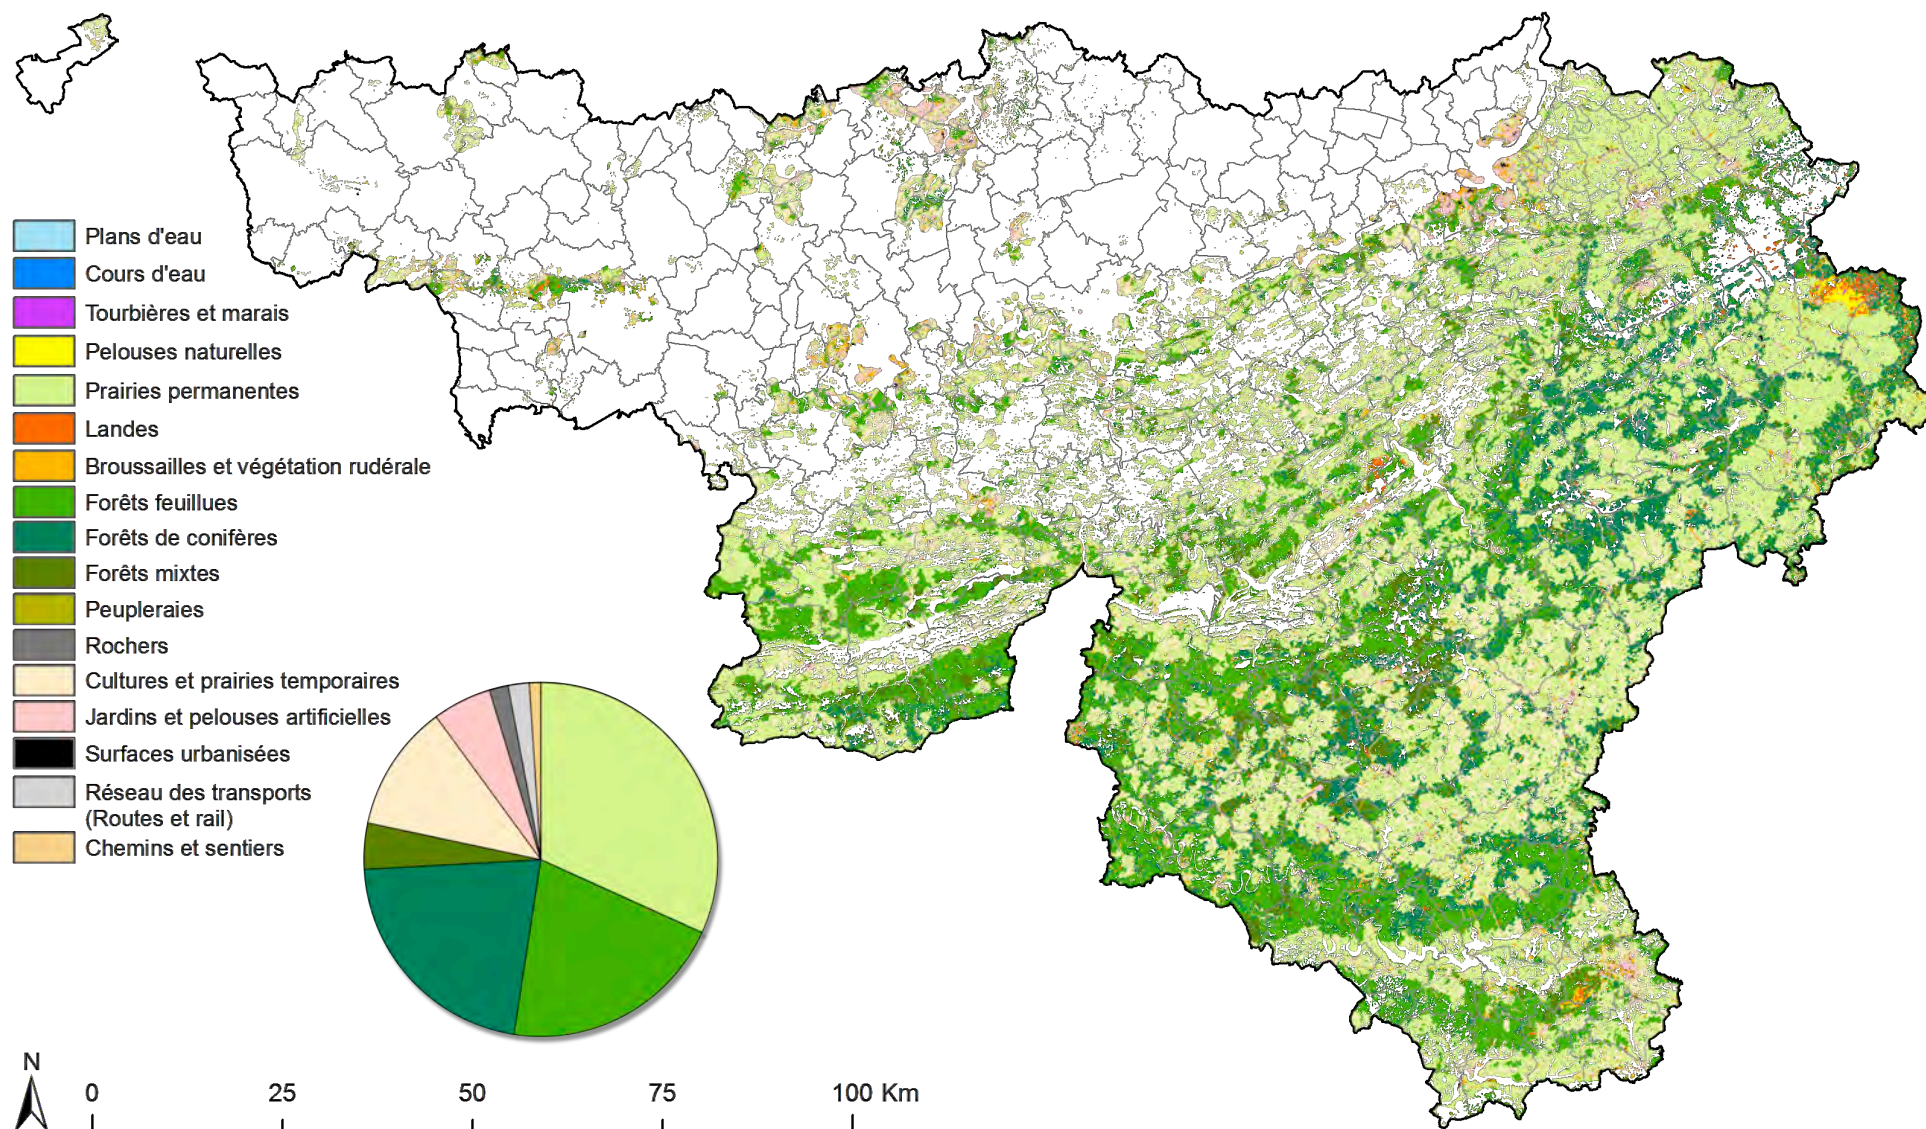 Plans d'eau
Cours d'eau
Tourbières et marais
Pelouses naturelles
Prairies permanentes
Landes
Broussailles et végétation rudérale
Forêts feuillues
Forêts de conifères
Forêts mixtes
Peupleraies
Rochers
Cultures et prairies temporaires
Jardins et pelouses artificielles
Surfaces urbanisées
Réseau des transports
(Routes et rail)
Chemins et sentiers
N
0 25 50 75 100 Km